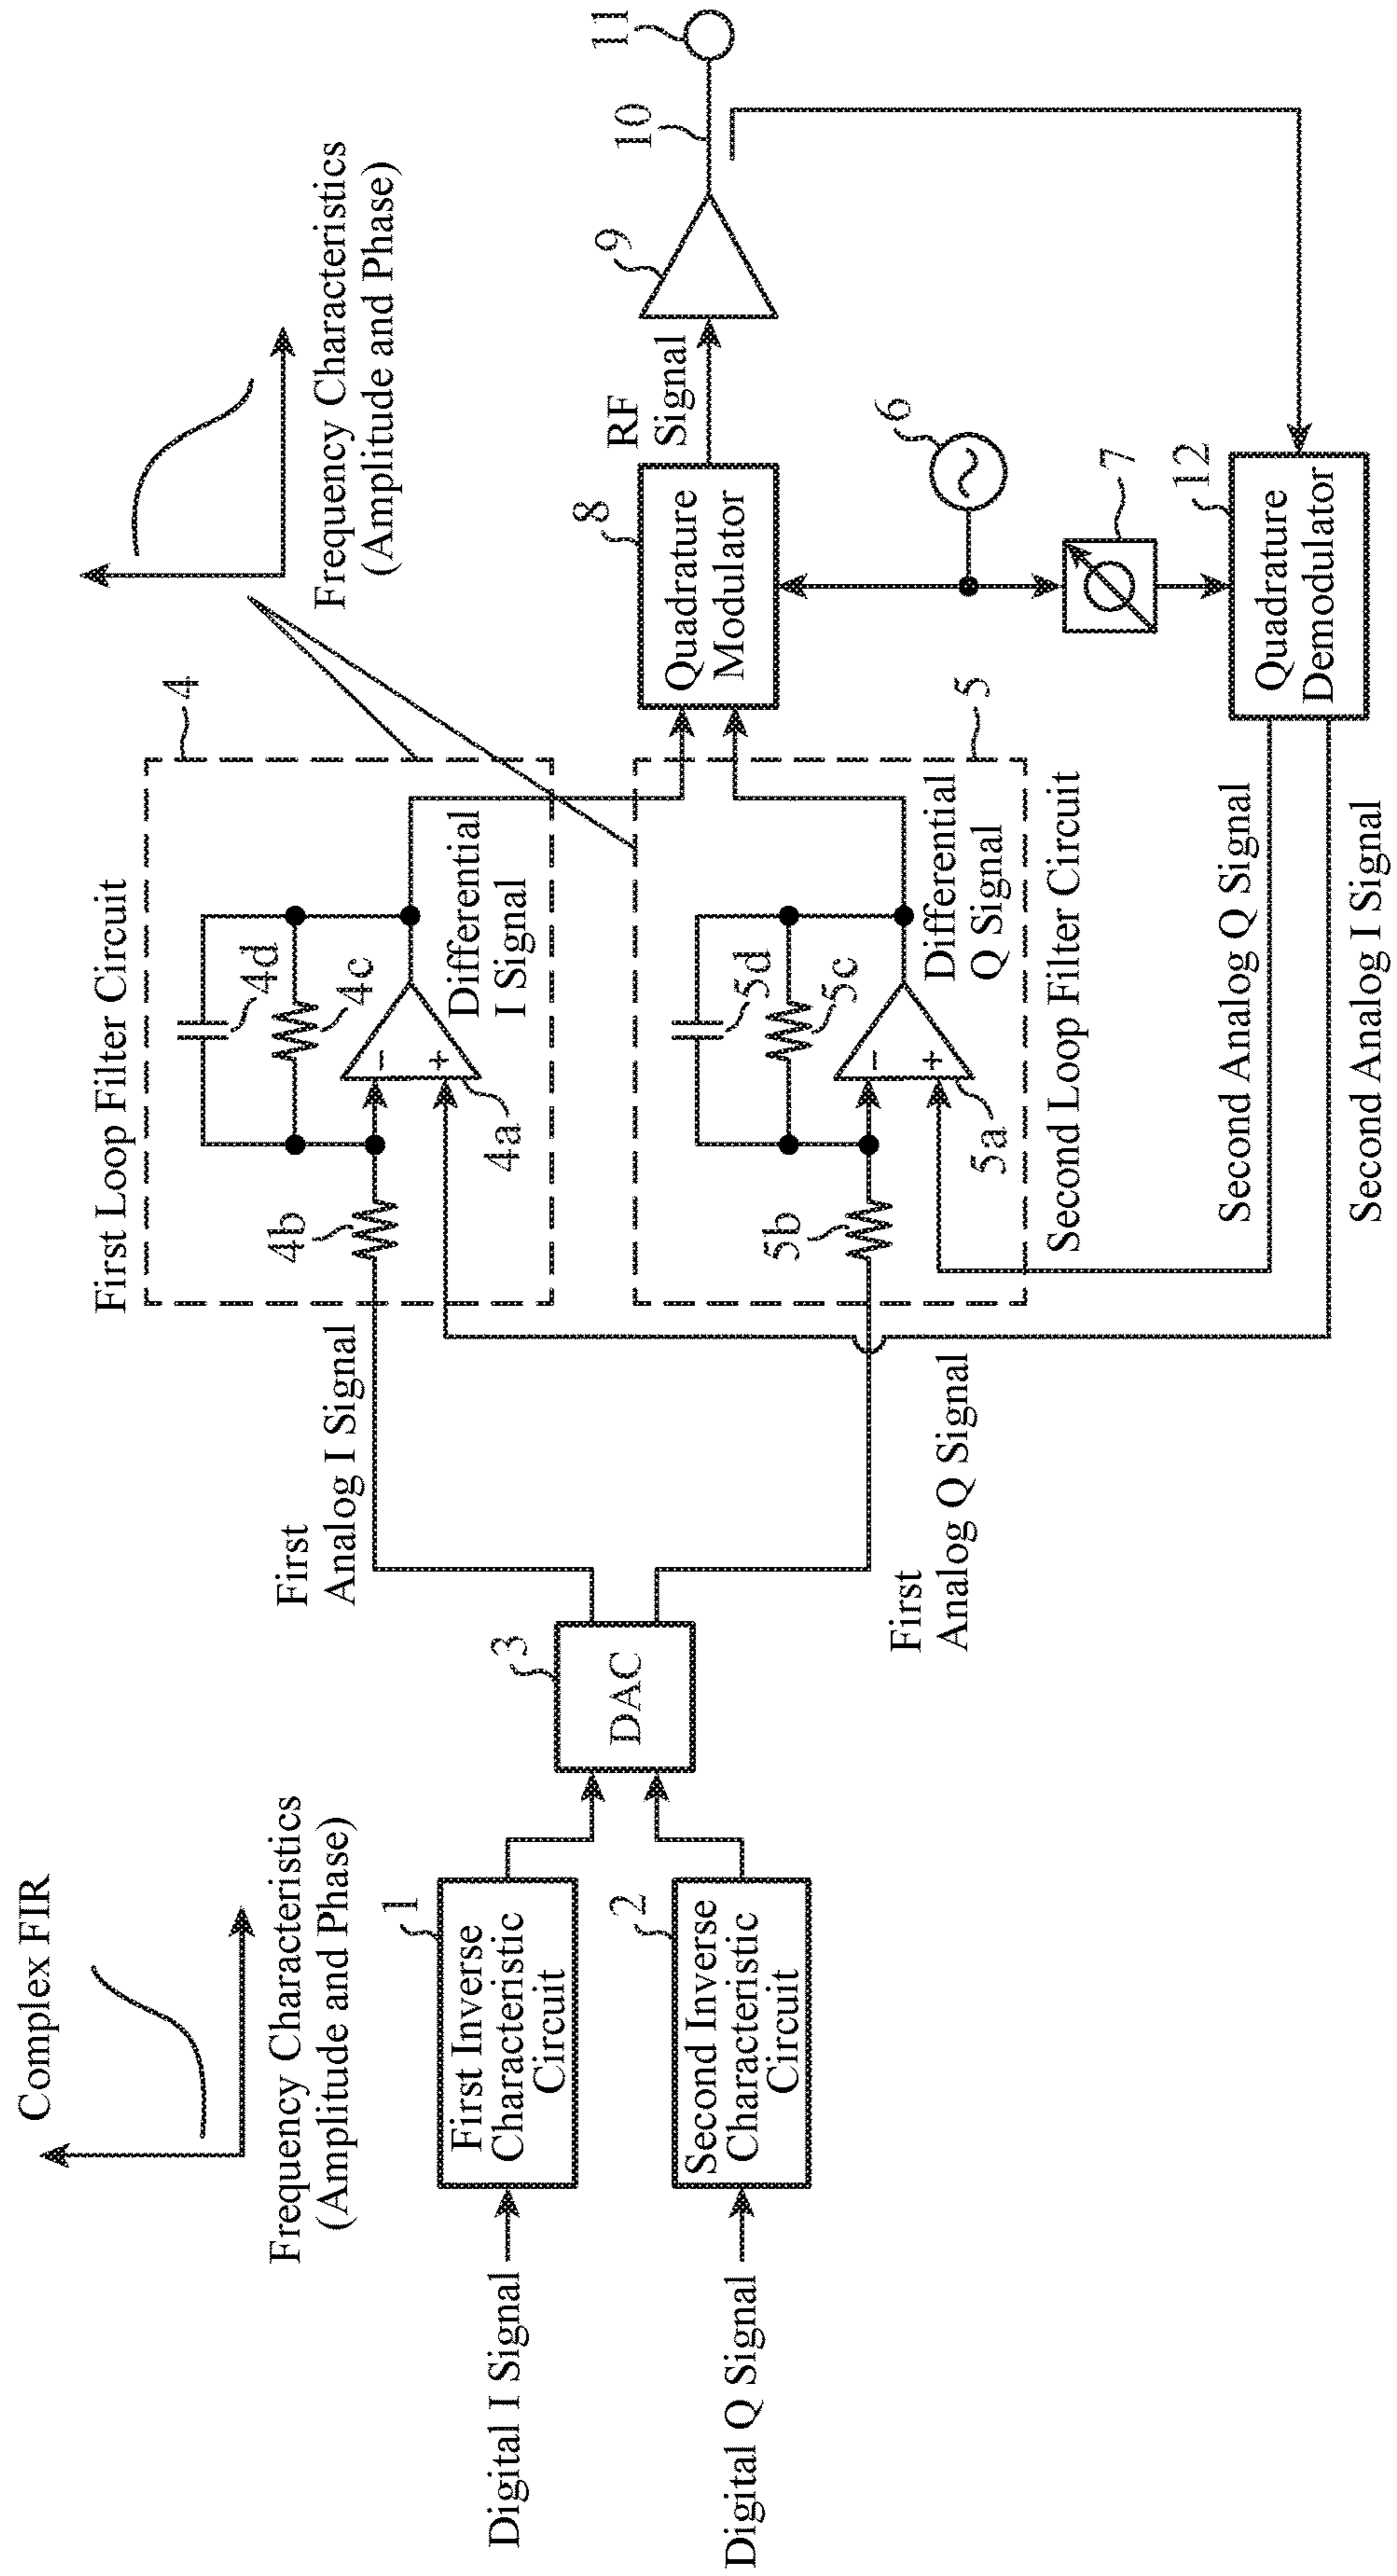 Complex FIR
Frequency Characteristics
(Amplitude and Phase)
Digital I Signal
1
First Inverse
Characteristic
Circuit
Digital Q Signal
2
Second Inverse
Characteristic
Circuit
3
DAC
First
Analog I Signal
First
Analog Q Signal
First Loop Filter Circuit
4
4b
4d
4c
−
+
4a
Differential
I Signal
Frequency Characteristics
(Amplitude and Phase)
5
5b
5d
5c
−
+
5a
Differential
Q Signal
Second Loop Filter Circuit
8
Quadrature
Modulator
RF
Signal
9
10
11
6
7
12
Quadrature
Demodulator
Second Analog Q Signal
Second Analog I Signal